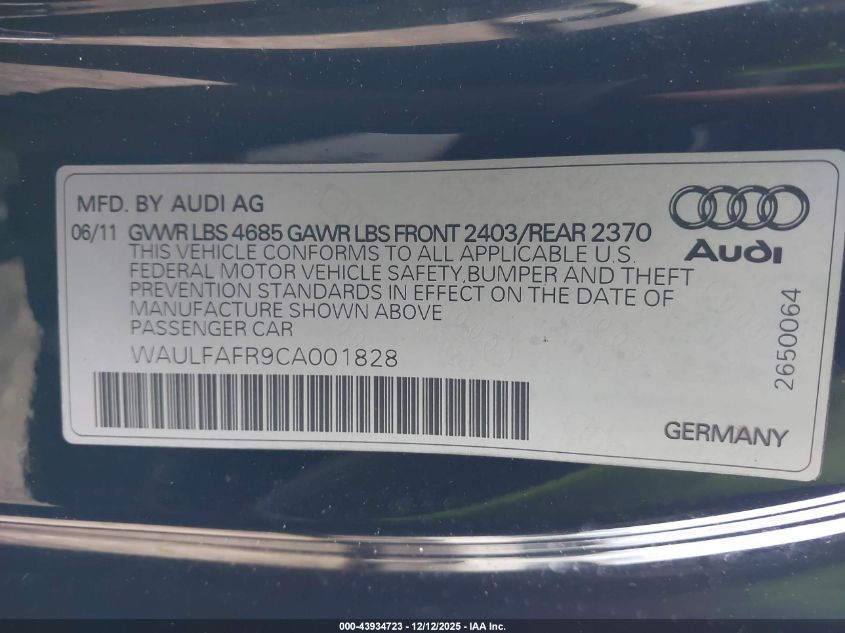 MFD. BY AUDI AG
06/11 GVWR LBS 4685 GAWR LBS FRONT 2403/REAR 2370
THIS VEHICLE CONFORMS TO ALL APPLICABLE U.S.
FEDERAL MOTOR VEHICLE SAFETY,BUMPER AND THEFT
PREVENTION STANDARDS IN EFFECT ON THE DATE OF
MANUFACTURE SHOWN ABOVE
PASSENGER CAR
WAULFAFR9CA001828
Audi
2650064
GERMANY
000-43934723 - 12/12/2025 - IAA Inc.